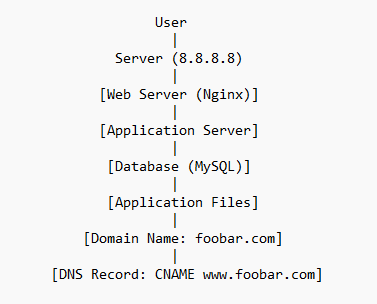 User
|
Server (8.8.8.8)
|
[Web Server (Nginx)]
|
[Application Server]
|
[Database (MySQL)]
|
[Application Files]
|
[Domain Name: foobar.com]
|
[DNS Record: CNAME www.foobar.com]